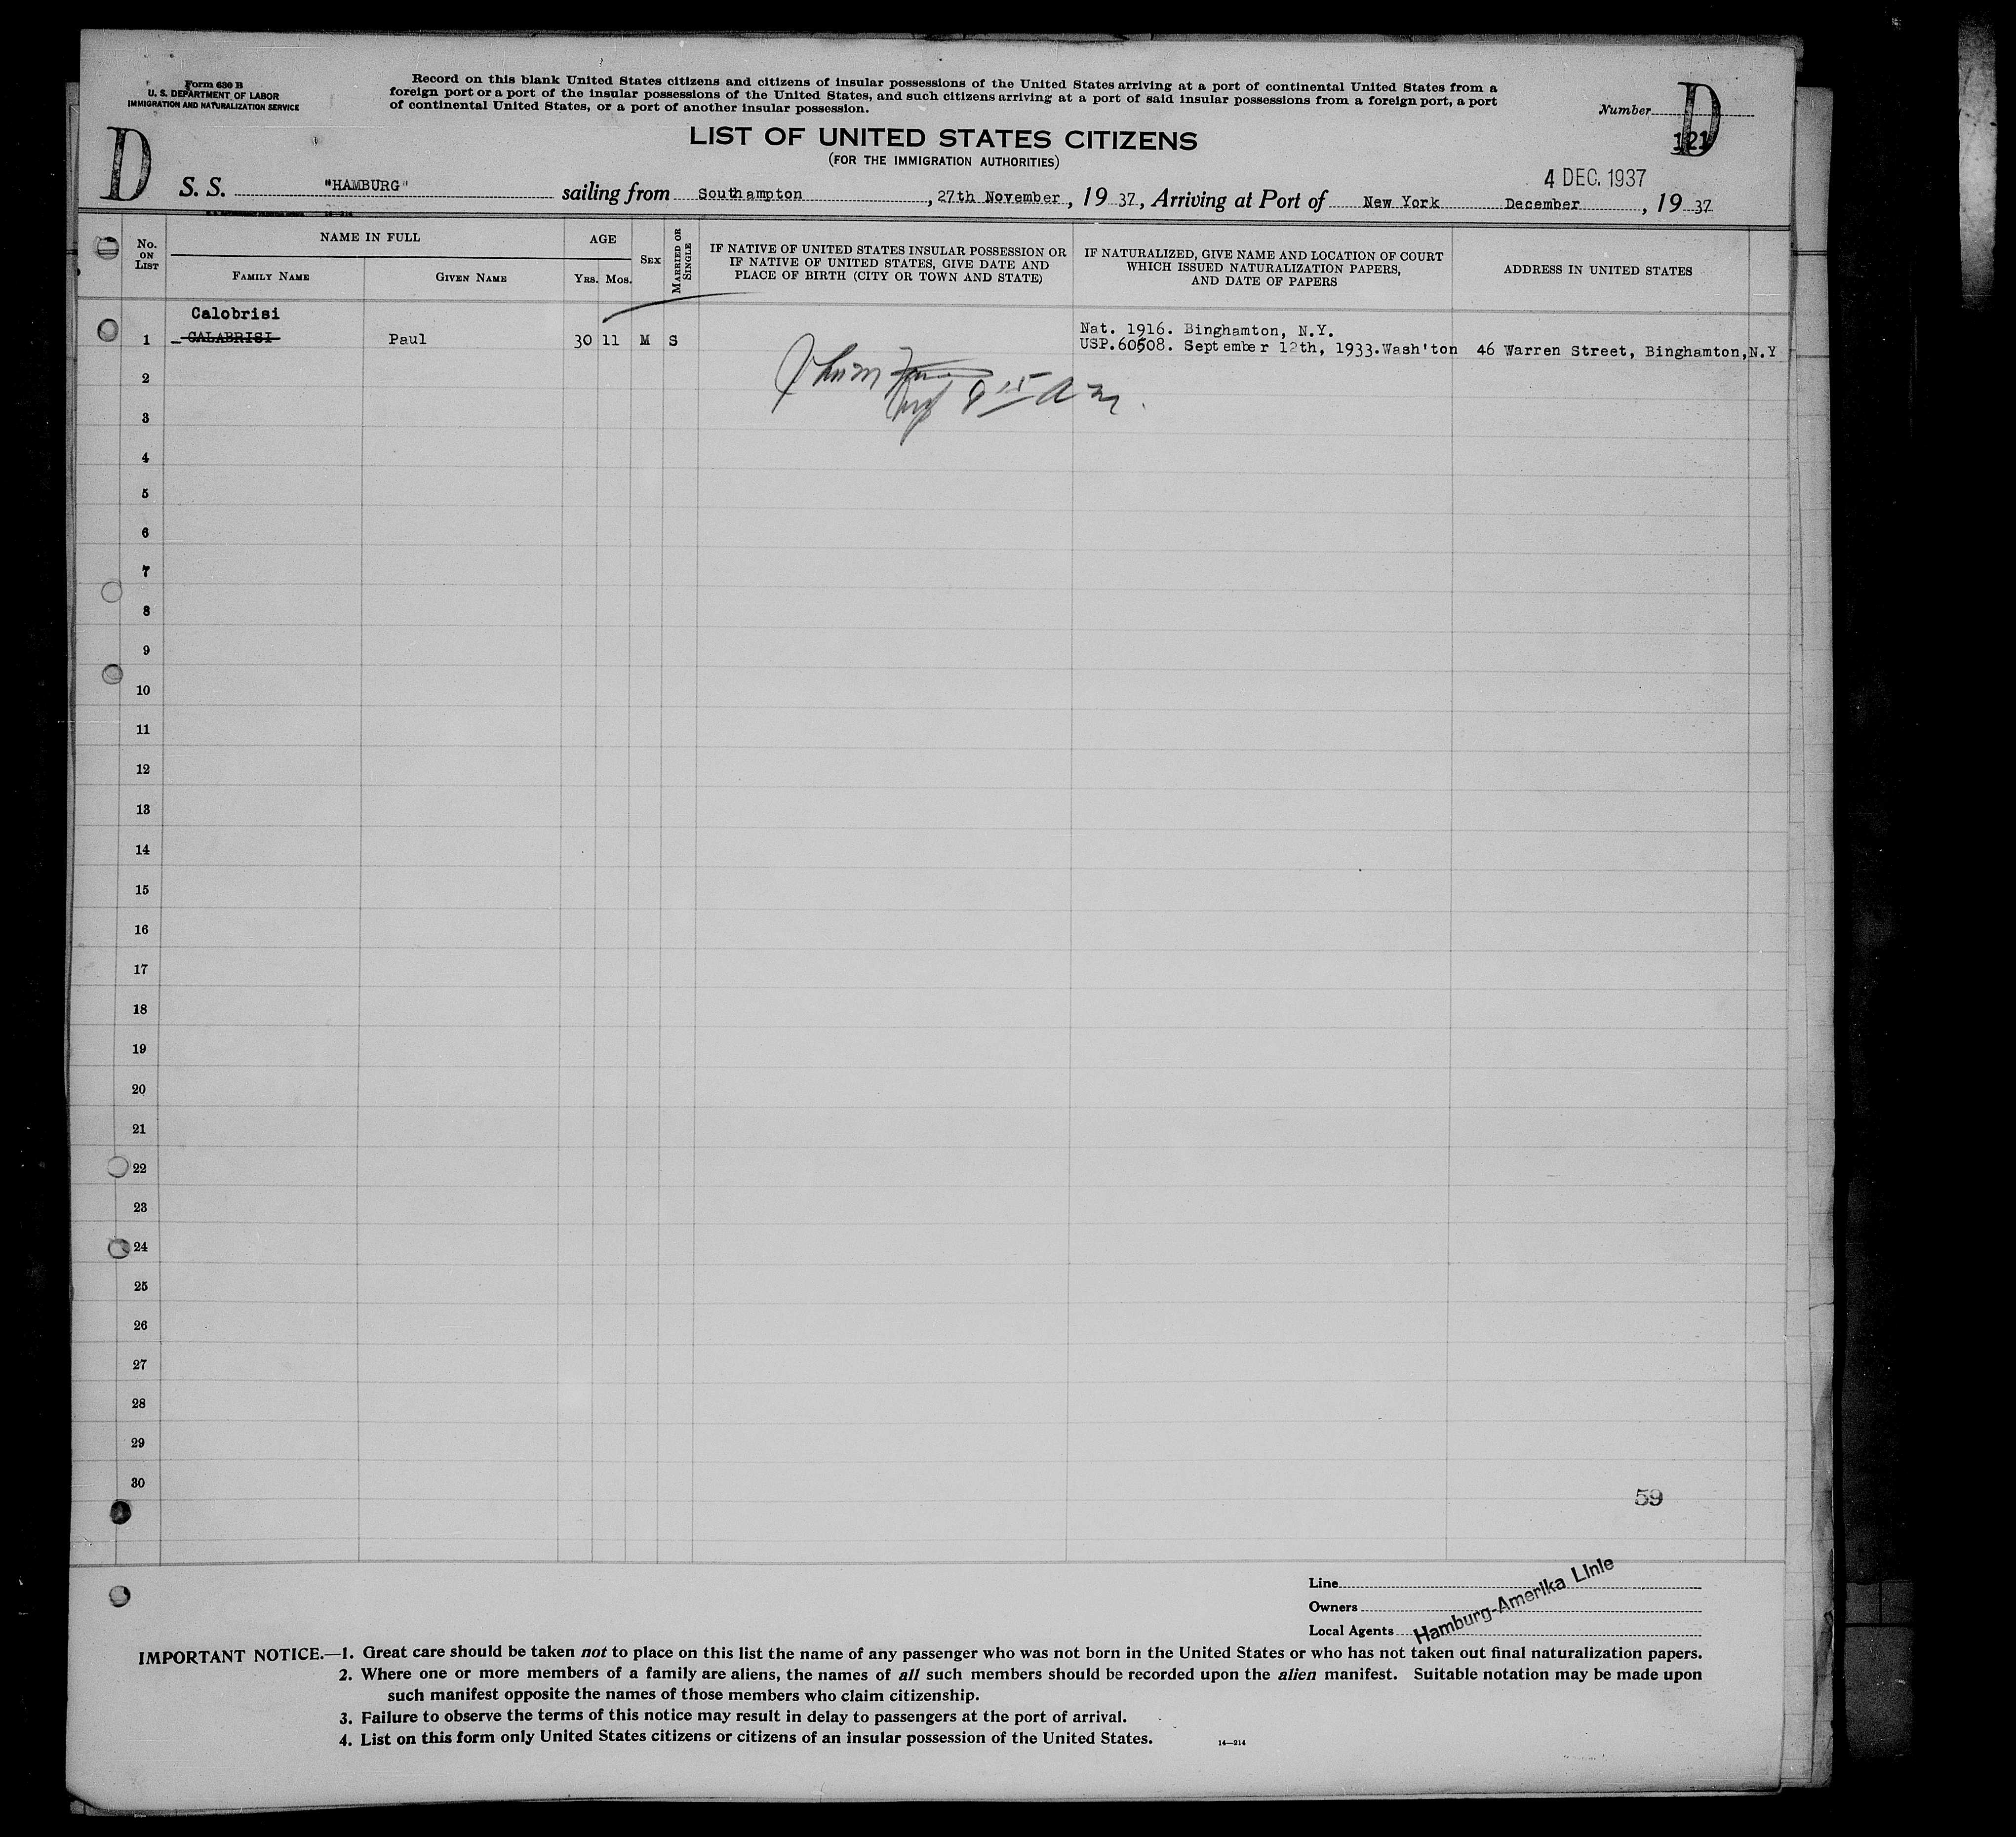 Form 630 B
U. S. DEPARTMENT OF LABOR
IMMIGRATION AND NATURALIZATION SERVICE
Record on this blank United States citizens and citizens of insular possessions of the United States arriving at a port of continental United States from a
foreign port or a port of the insular possessions of the United States, and such citizens arriving at a port of said insular possessions from a foreign port, a port
of continental United States, or a port of another insular possession.
Number
D
121
D
LIST OF UNITED STATES CITIZENS
(FOR THE IMMIGRATION AUTHORITIES)
4 DEC. 1937
S. S. "HAMBURG" sailing from Southampton, 27th November, 19 37, Arriving at Port of New York December, 19 37
No. ON LIST
NAME IN FULL
FAMILY NAME
GIVEN NAME
AGE
YRS. MOS.
SEX
MARRIED OR SINGLE
IF NATIVE OF UNITED STATES INSULAR POSSESSION OR
IF NATIVE OF UNITED STATES, GIVE DATE AND
PLACE OF BIRTH (CITY OR TOWN AND STATE)
IF NATURALIZED, GIVE NAME AND LOCATION OF COURT
WHICH ISSUED NATURALIZATION PAPERS,
AND DATE OF PAPERS
ADDRESS IN UNITED STATES
Calobrisi
Nat. 1916. Binghamton, N.Y.
1 CALABRISI Paul 30 11 M S USP.60508. September 12th, 1933.Wash'ton 46 Warren Street, Binghamton,N.Y
2
3
4
5
6
7
8
9
10
11
12
13
14
15
16
17
18
19
20
21
22
23
24
25
26
27
28
29
30
59
Line
Owners
Local Agents
Hamburg-Amerika Linie
IMPORTANT NOTICE.—1. Great care should be taken not to place on this list the name of any passenger who was not born in the United States or who has not taken out final naturalization papers.
2. Where one or more members of a family are aliens, the names of all such members should be recorded upon the alien manifest. Suitable notation may be made upon
such manifest opposite the names of those members who claim citizenship.
3. Failure to observe the terms of this notice may result in delay to passengers at the port of arrival.
4. List on this form only United States citizens or citizens of an insular possession of the United States.
14—214